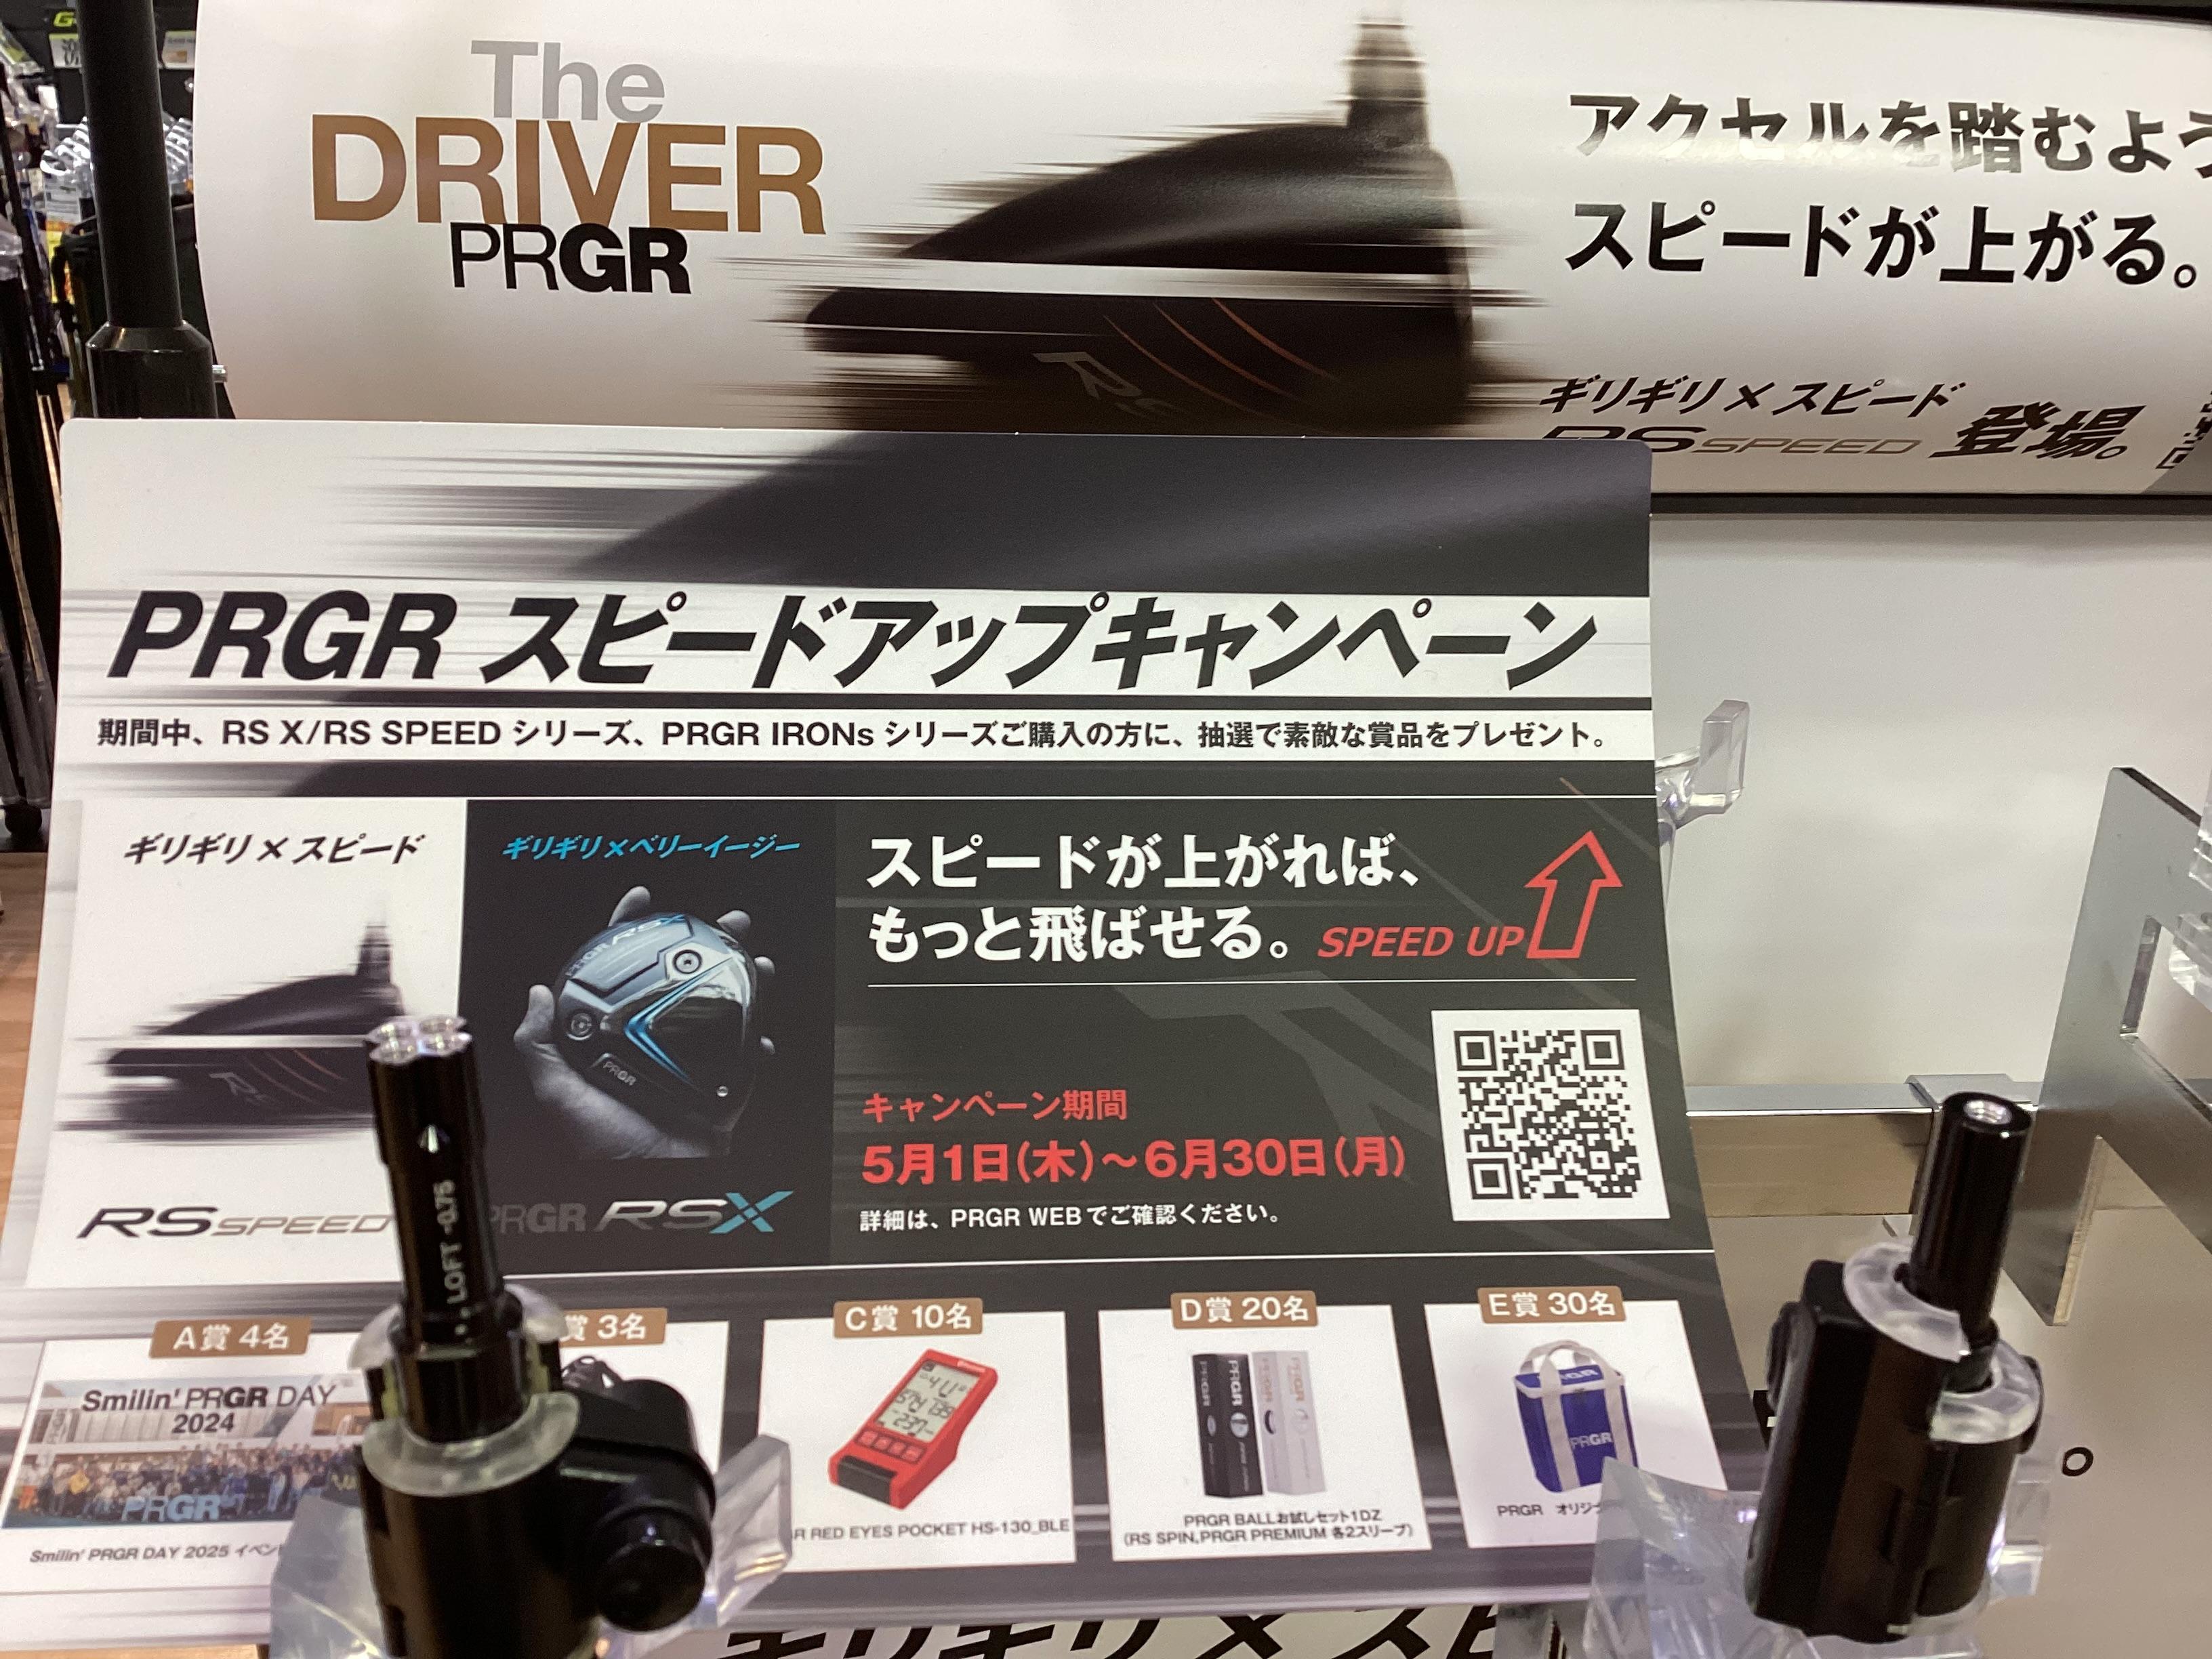 The
DRIVER
PRGR
アクセルを踏むよう
スピードが上がる。
ギリギリ×スピード
RS SPEED 登場。
PRGR スピードアップキャンペーン
期間中、RS X/RS SPEED シリーズ、PRGR IRONs シリーズご購入の方に、抽選で素敵な賞品をプレゼント。
ギリギリ×スピード
RS SPEED
ギリギリ×ベリーイージー
PRGR
PRGR RSX
スピードが上がれば、
もっと飛ばせる。
SPEED UP
キャンペーン期間
5月1日(木)～6月30日(月)
詳細は、PRGR WEBでご確認ください。
LOFT -0.75
A賞 4名
Smilin' PRGR DAY
2024
PRGR
Smilin' PRGR DAY 2025 イベン
賞 3名
C賞 10名
R RED EYES POCKET HS-130_BLE
D賞 20名
PRGR BALLお試しセット1DZ
(RS SPIN,PRGR PREMIUM 各2スリーブ)
E賞 30名
PRGR
PRGR オリジナ
ギリギリ×スピ